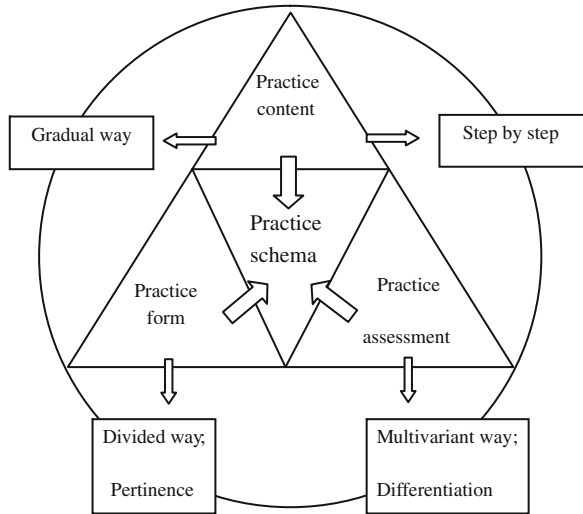 Practice
content
Gradual way
Step by step
Practice
schema
Practice
form
Practice
assessment
Divided way;
Pertinence
Multivariant way;
Differentiation